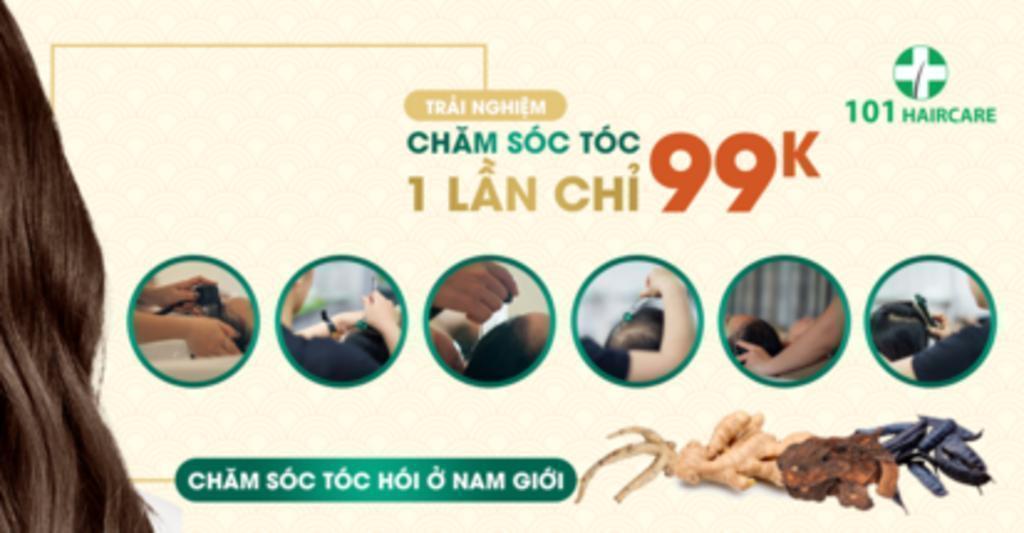 TRẢI NGHIỆM
CHĂM SÓC TÓC
1 LẦN CHỈ 99K
101 HAIRCARE
CHĂM SÓC TÓC HÓI Ở NAM GIỚI